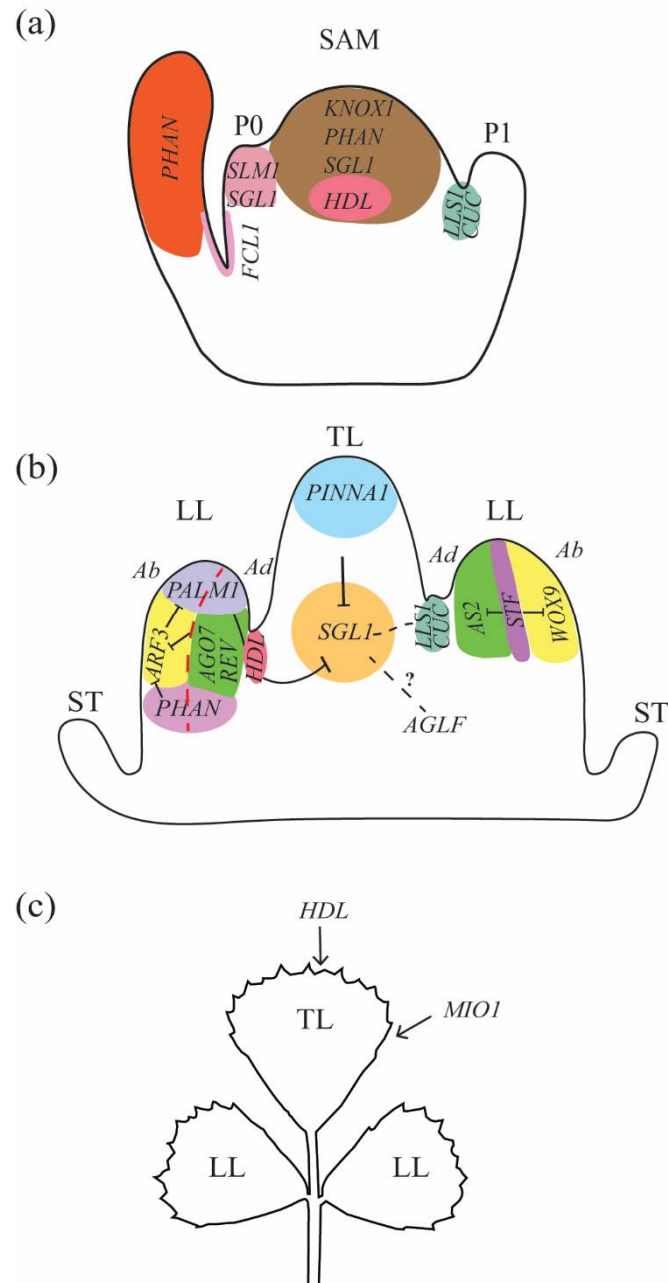 (a)
SAM
P0
P1
PHAN
SLM1
SGL1
FCL1
KNOX1
PHAN
SGL1
HDL
LLS1
CUC
(b)
TL
LL
LL
PINNA1
Ab
Ad
Ad
Ab
PALM1
ARF3
AGO7
REV
HDL
PHAN
SGL1
LLS1
CUC
AS2
STF
WOX9
?
AGLF
ST
ST
(c)
HDL
TL
MIO1
LL
LL